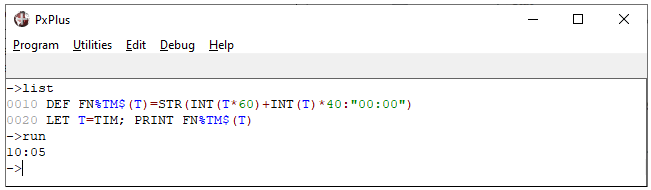 PxPlus
Program Utilities Edit Debug Help
->list
0010 DEF FN%TM$(T)=STR(INT(T*60)+INT(T)*40:"00:00")
0020 LET T=TIM; PRINT FN%TM$(T)
->run
10:05
->